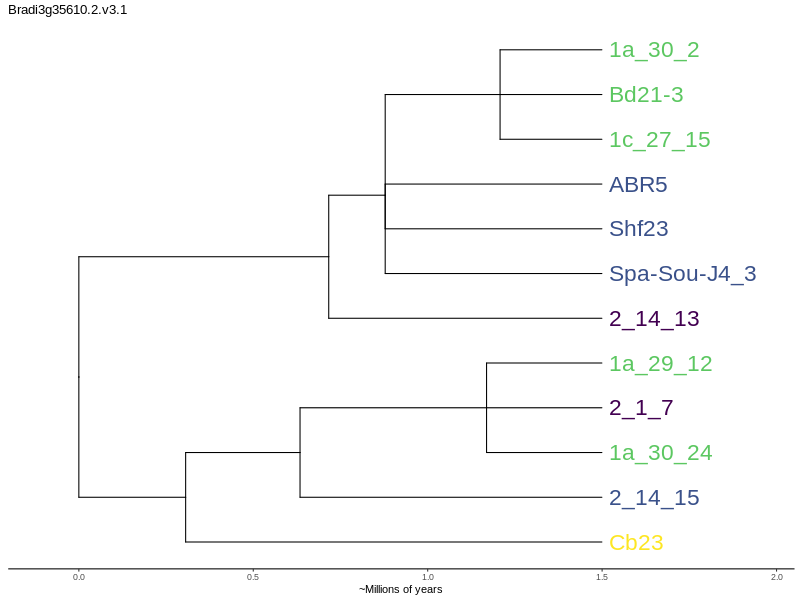 Bradi3g35610.2.v3.1
1a_30_2
Bd21-3
1c_27_15
ABR5
Shf23
Spa-Sou-J4_3
2_14_13
1a_29_12
2_1_7
1a_30_24
2_14_15
Cb23
0.0 0.5 1.0 1.5 2.0
~Millions of years